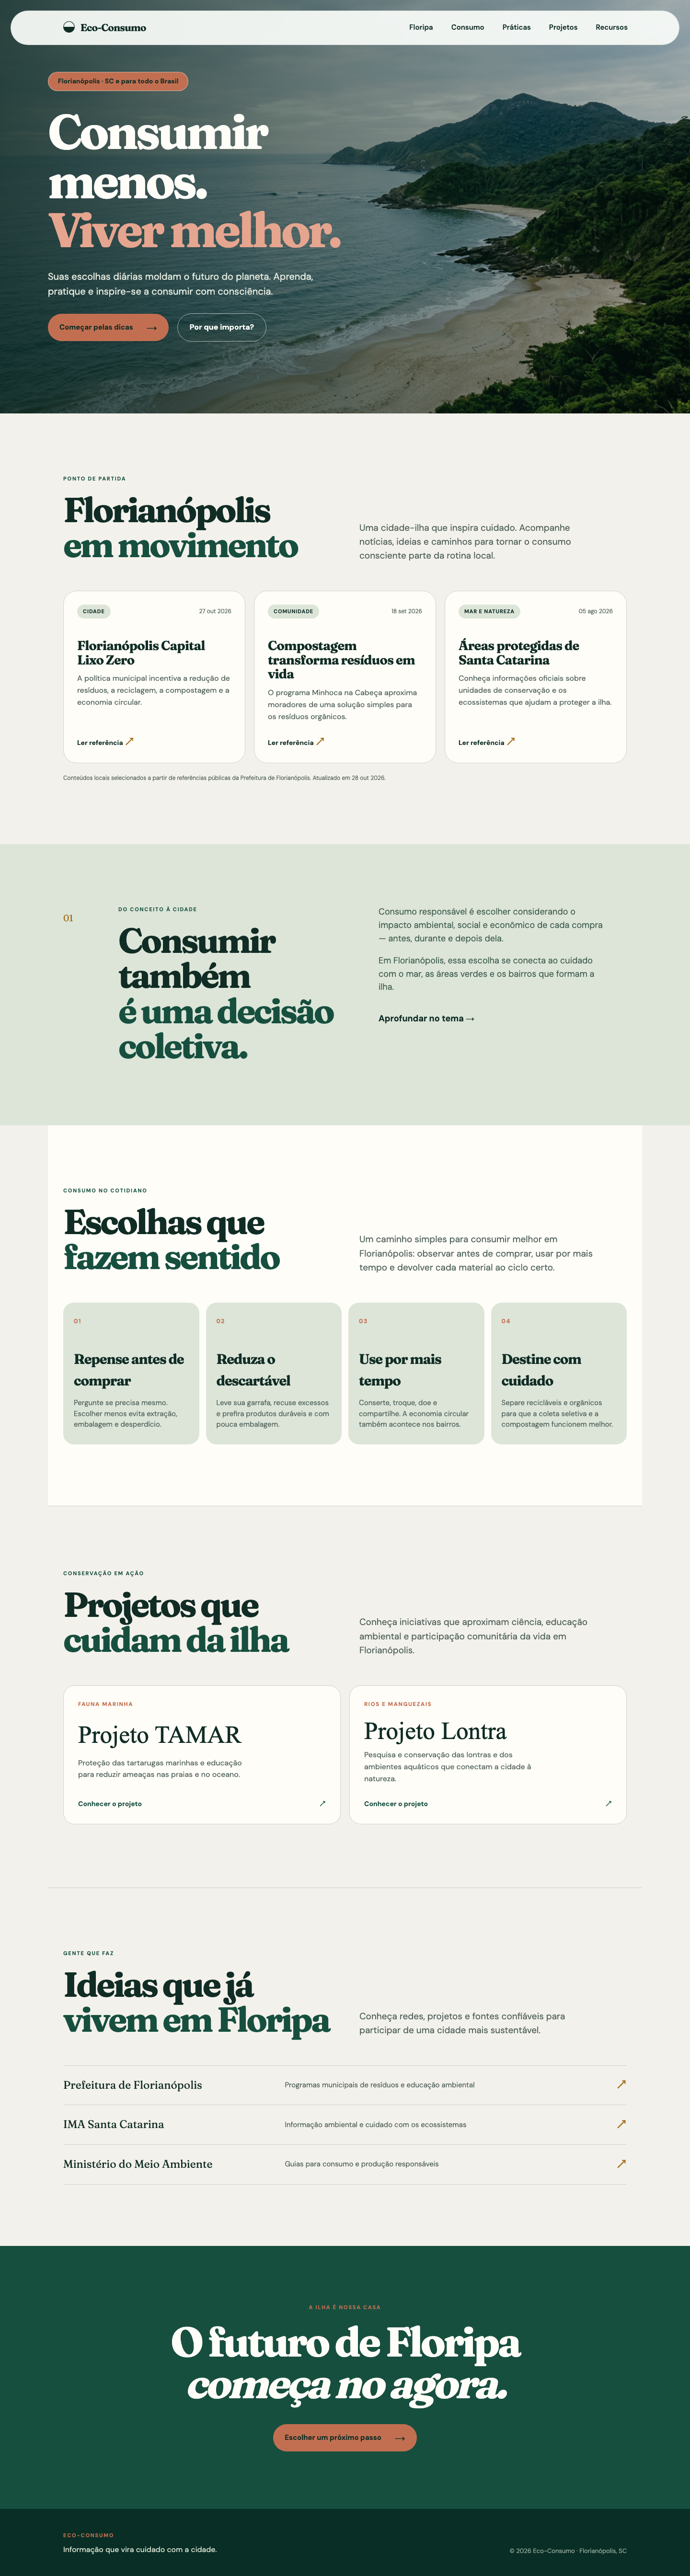 Eco-Consumo
Floripa
Consumo
Práticas
Projetos
Recursos
Florianópolis · SC e para todo o Brasil
Consumir
menos.
Viver melhor.
Suas escolhas diárias moldam o futuro do planeta. Aprenda,
pratique e inspire-se a consumir com consciência.
Começar pelas dicas →
Por que importa?
PONTO DE PARTIDA
Florianópolis
em movimento
Uma cidade-ilha que inspira cuidado. Acompanhe
notícias, ideias e caminhos para tornar o consumo
consciente parte da rotina local.
CIDADE
27 out 2026
Florianópolis Capital
Lixo Zero
A política municipal incentiva a redução de
resíduos, a reciclagem, a compostagem e a
economia circular.
Ler referência ↗
COMUNIDADE
18 set 2026
Compostagem
transforma resíduos em
vida
O programa Minhoca na Cabeça aproxima
moradores de uma solução simples para
os resíduos orgânicos.
Ler referência ↗
MAR E NATUREZA
05 ago 2026
Áreas protegidas de
Santa Catarina
Conheça informações oficiais sobre
unidades de conservação e os
ecossistemas que ajudam a proteger a ilha.
Ler referência ↗
Conteúdos locais selecionados a partir de referências públicas da Prefeitura de Florianópolis. Atualizado em 28 out 2026.
01
DO CONCEITO À CIDADE
Consumir
também
é uma decisão
coletiva.
Consumo responsável é escolher considerando o
impacto ambiental, social e econômico de cada compra
— antes, durante e depois dela.
Em Florianópolis, essa escolha se conecta ao cuidado
com o mar, as áreas verdes e os bairros que formam a
ilha.
Aprofundar no tema →
CONSUMO NO COTIDIANO
Escolhas que
fazem sentido
Um caminho simples para consumir melhor em
Florianópolis: observar antes de comprar, usar por mais
tempo e devolver cada material ao ciclo certo.
01
Repense antes de
comprar
Pergunte se precisa mesmo.
Escolher menos evita extração,
embalagem e desperdício.
02
Reduza o
descartável
Leve sua garrafa, recuse excessos
e prefira produtos duráveis e com
pouca embalagem.
03
Use por mais
tempo
Conserte, troque, doe e
compartilhe. A economia circular
também acontece nos bairros.
04
Destine com
cuidado
Separe recicláveis e orgânicos
para que a coleta seletiva e a
compostagem funcionem melhor.
CONSERVAÇÃO EM AÇÃO
Projetos que
cuidam da ilha
Conheça iniciativas que aproximam ciência, educação
ambiental e participação comunitária da vida em
Florianópolis.
FAUNA MARINHA
Projeto TAMAR
Proteção das tartarugas marinhas e educação
para reduzir ameaças nas praias e no oceano.
Conhecer o projeto ↗
RIOS E MANGUEZAIS
Projeto Lontra
Pesquisa e conservação das lontras e dos
ambientes aquáticos que conectam a cidade à
natureza.
Conhecer o projeto ↗
GENTE QUE FAZ
Ideias que já
vivem em Floripa
Conheça redes, projetos e fontes confiáveis para
participar de uma cidade mais sustentável.
Prefeitura de Florianópolis
Programas municipais de resíduos e educação ambiental ↗
IMA Santa Catarina
Informação ambiental e cuidado com os ecossistemas ↗
Ministério do Meio Ambiente
Guias para consumo e produção responsáveis ↗
A ILHA É NOSSA CASA
O futuro de Floripa
começa no agora.
Escolher um próximo passo →
ECO-CONSUMO
Informação que vira cuidado com a cidade.
© 2026 Eco-Consumo · Florianópolis, SC